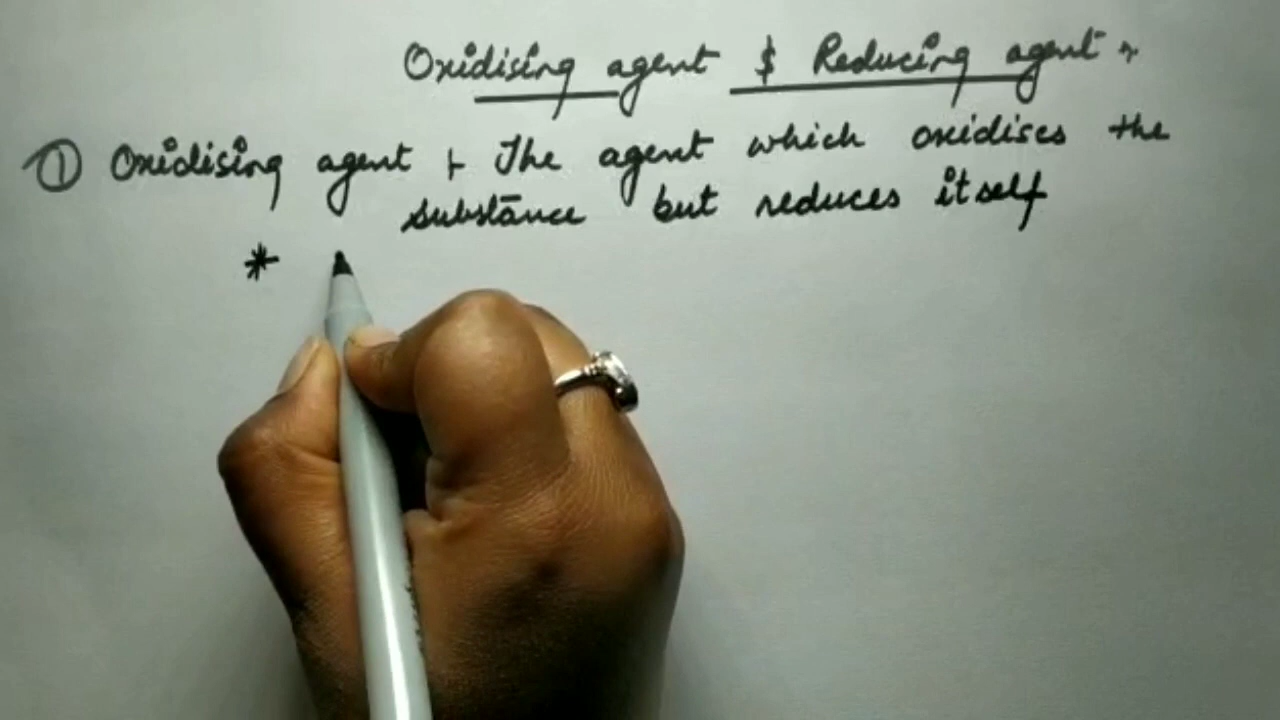 Oxidising agent $ Reducing agent :-
① Oxidising agent :- The agent which oxidises the
substance but reduces itself
*